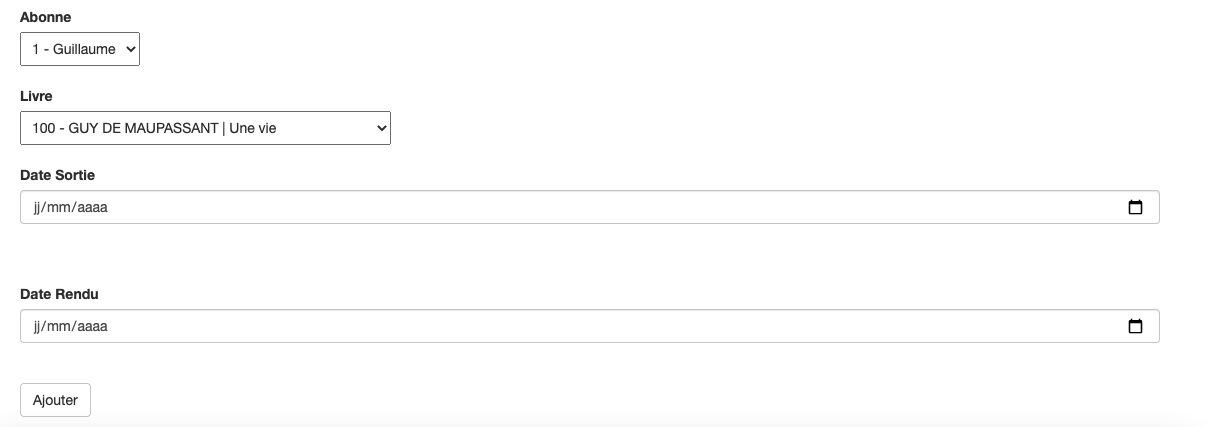 Abonne
1 - Guillaume
Livre
100 - GUY DE MAUPASSANT | Une vie
Date Sortie
jj/mm/aaaa
Date Rendu
jj/mm/aaaa
Ajouter